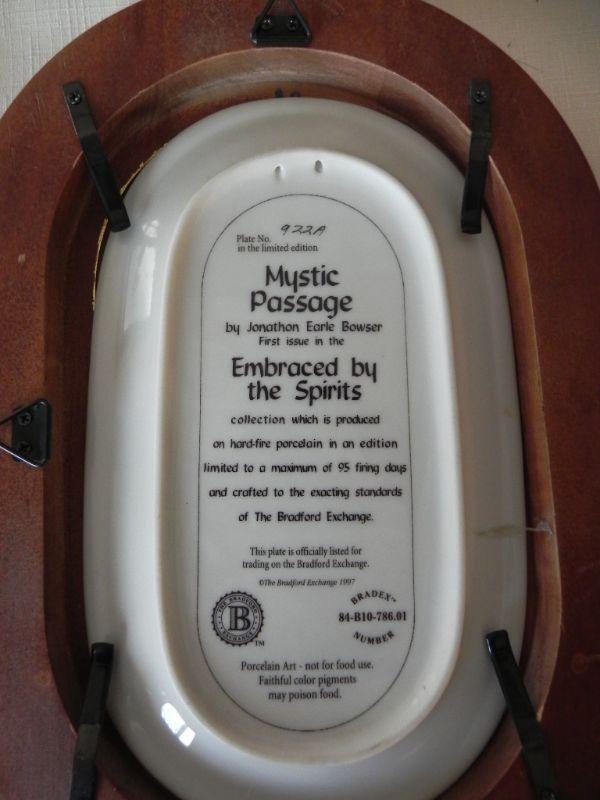 Plate No. 922A
in the limited edition
Mystic
Passage
by Jonathon Earle Bowser
First issue in the
Embraced by
the Spirits
collection which is produced
on hard-fire porcelain in an edition
limited to a maximum of 95 firing days
and crafted to the exacting standards
of The Bradford Exchange.
This plate is officially listed for
trading on the Bradford Exchange.
©The Bradford Exchange 1997
THE BRADFORD
B
EXCHANGE
TM
BRADEX™
84-B10-786.01
NUMBER
Porcelain Art - not for food use.
Faithful color pigments
may poison food.